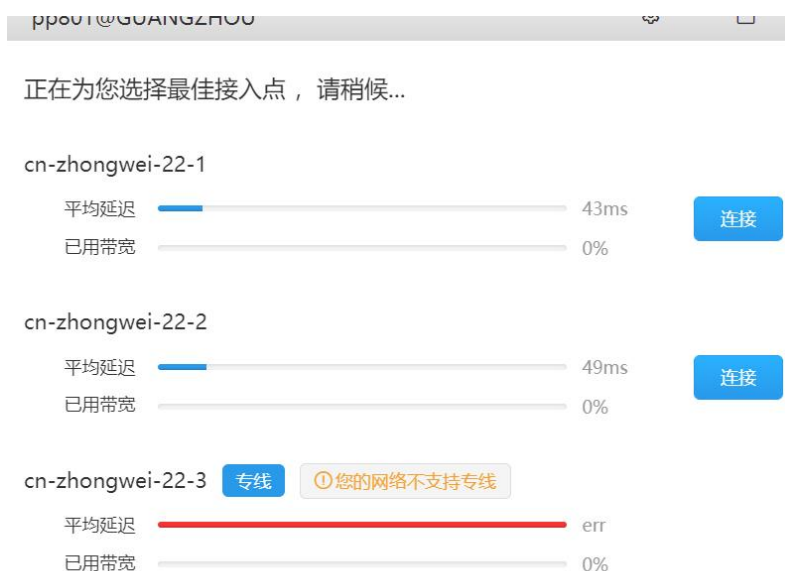 pp801@GUANGZHOU
正在为您选择最佳接入点，请稍候...
cn-zhongwei-22-1
平均延迟 43ms
连接
已用带宽 0%
cn-zhongwei-22-2
平均延迟 49ms
连接
已用带宽 0%
cn-zhongwei-22-3 专线 ①您的网络不支持专线
平均延迟 err
已用带宽 0%